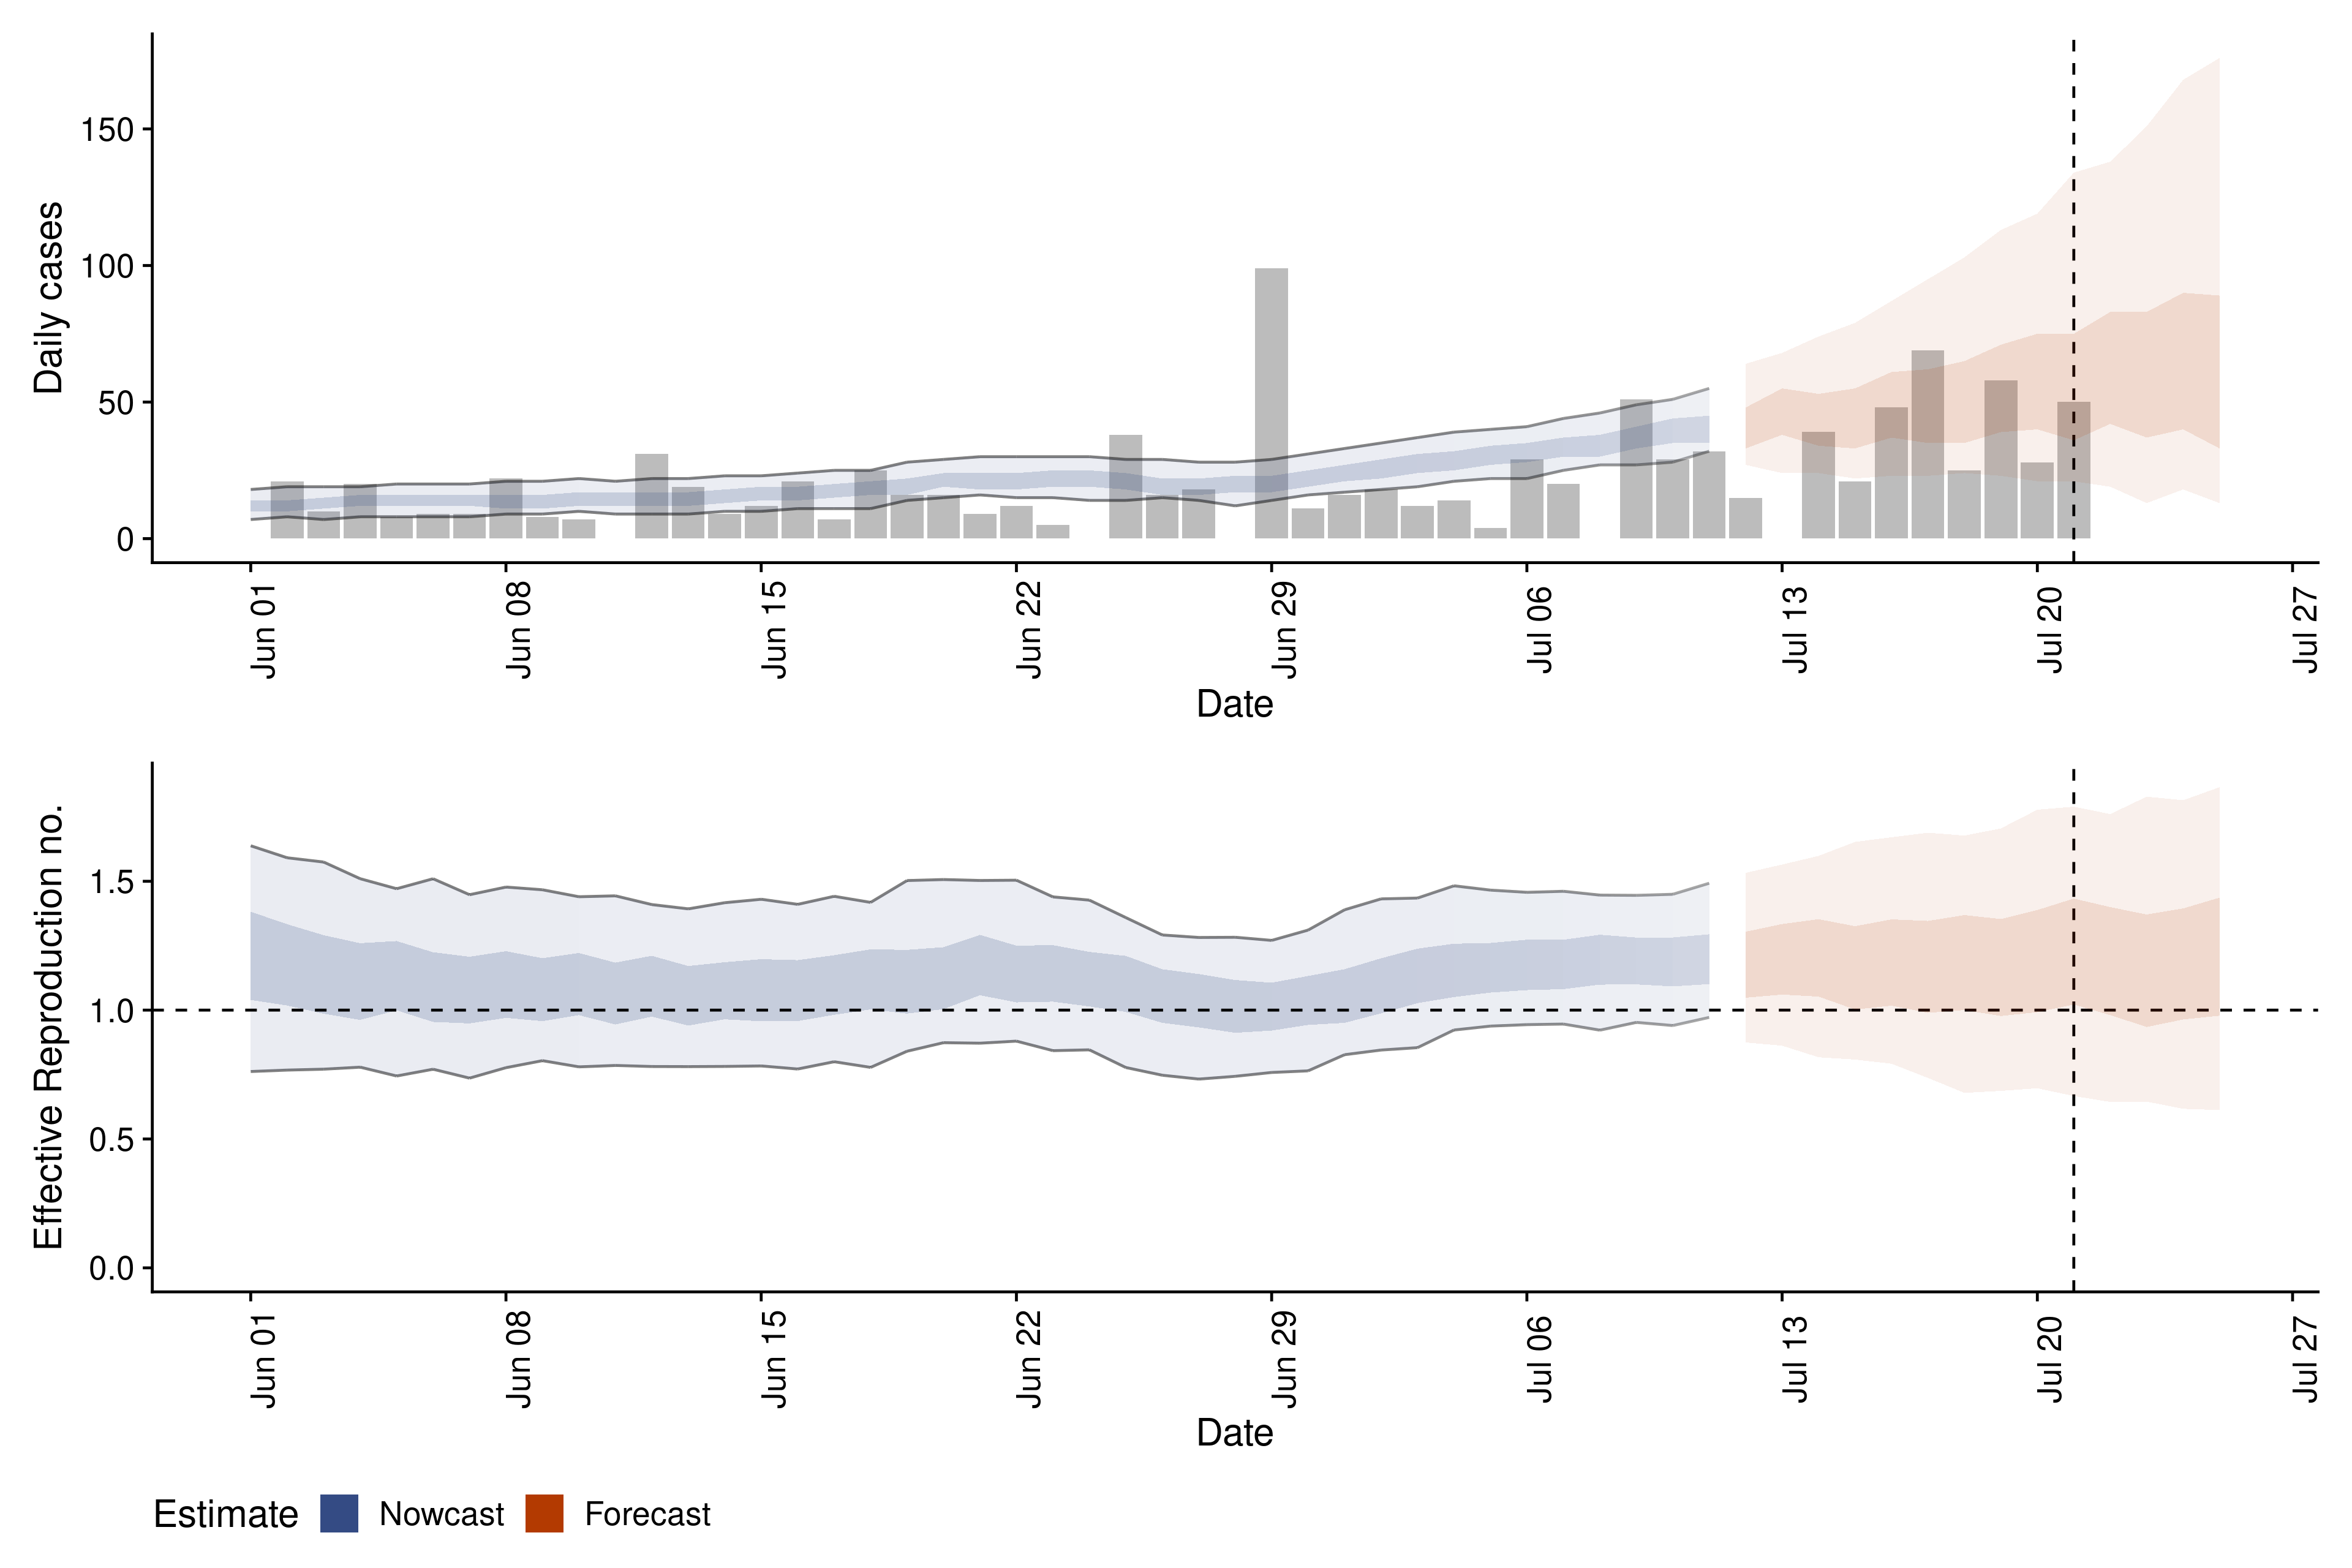 Daily cases
150
100
50
0
Jun 01
Jun 08
Jun 15
Jun 22
Jun 29
Jul 06
Jul 13
Jul 20
Jul 27
Date
Effective Reproduction no.
1.5
1.0
0.5
0.0
Jun 01
Jun 08
Jun 15
Jun 22
Jun 29
Jul 06
Jul 13
Jul 20
Jul 27
Date
Estimate Nowcast Forecast